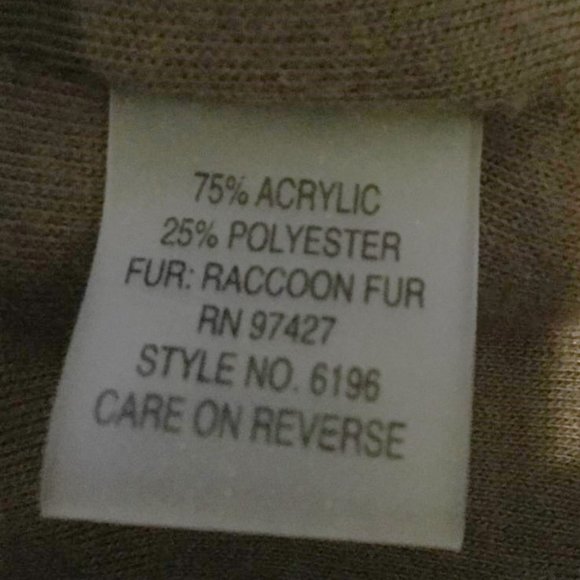 75% ACRYLIC
25% POLYESTER
FUR: RACCOON FUR
RN 97427
STYLE NO. 6196
CARE ON REVERSE